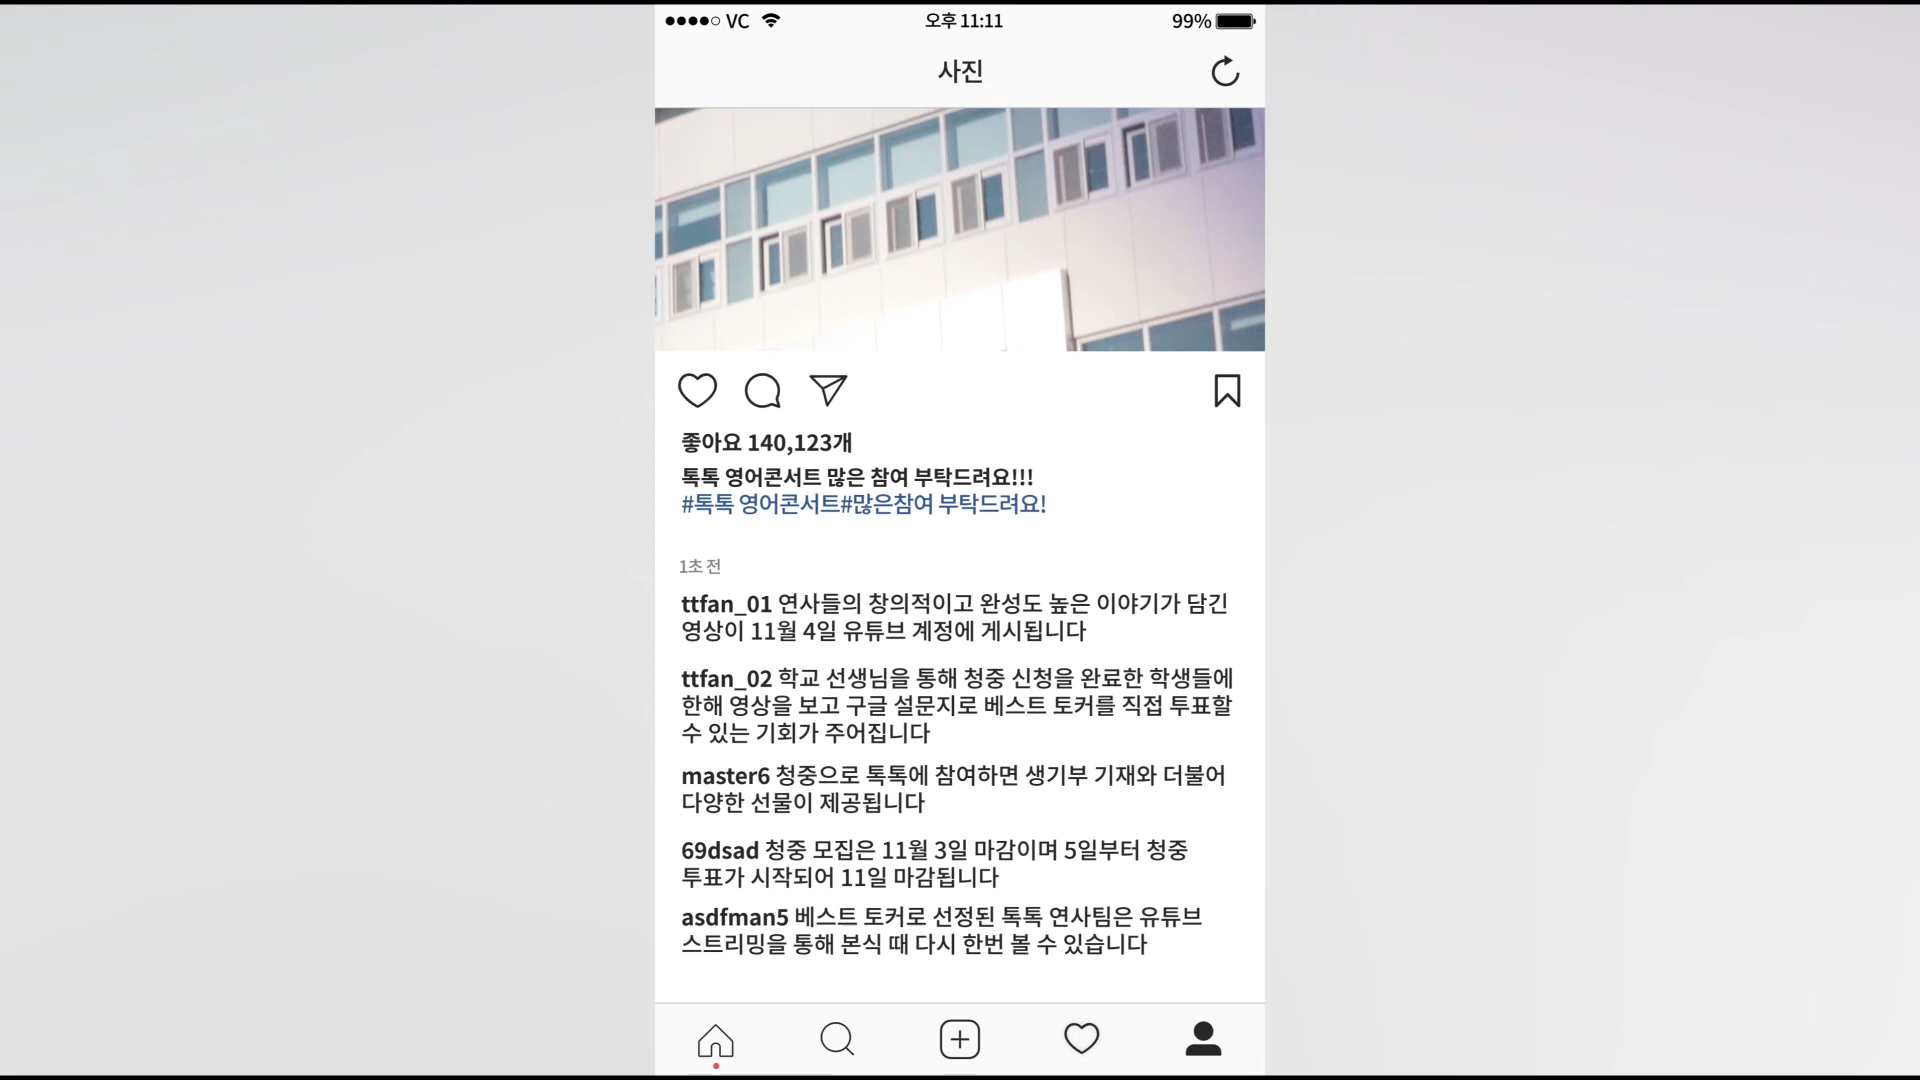 VC 오후 11:11 99%
사진
좋아요 140,123개
톡톡 영어콘서트 많은 참여 부탁드려요!!!
#톡톡 영어콘서트#많은참여 부탁드려요!
1초 전
ttfan_01 연사들의 창의적이고 완성도 높은 이야기가 담긴
영상이 11월 4일 유튜브 계정에 게시됩니다
ttfan_02 학교 선생님을 통해 청중 신청을 완료한 학생들에
한해 영상을 보고 구글 설문지로 베스트 토커를 직접 투표할
수 있는 기회가 주어집니다
master6 청중으로 톡톡에 참여하면 생기부 기재와 더불어
다양한 선물이 제공됩니다
69dsad 청중 모집은 11월 3일 마감이며 5일부터 청중
투표가 시작되어 11일 마감됩니다
asdfman5 베스트 토커로 선정된 톡톡 연사팀은 유튜브
스트리밍을 통해 본식 때 다시 한번 볼 수 있습니다